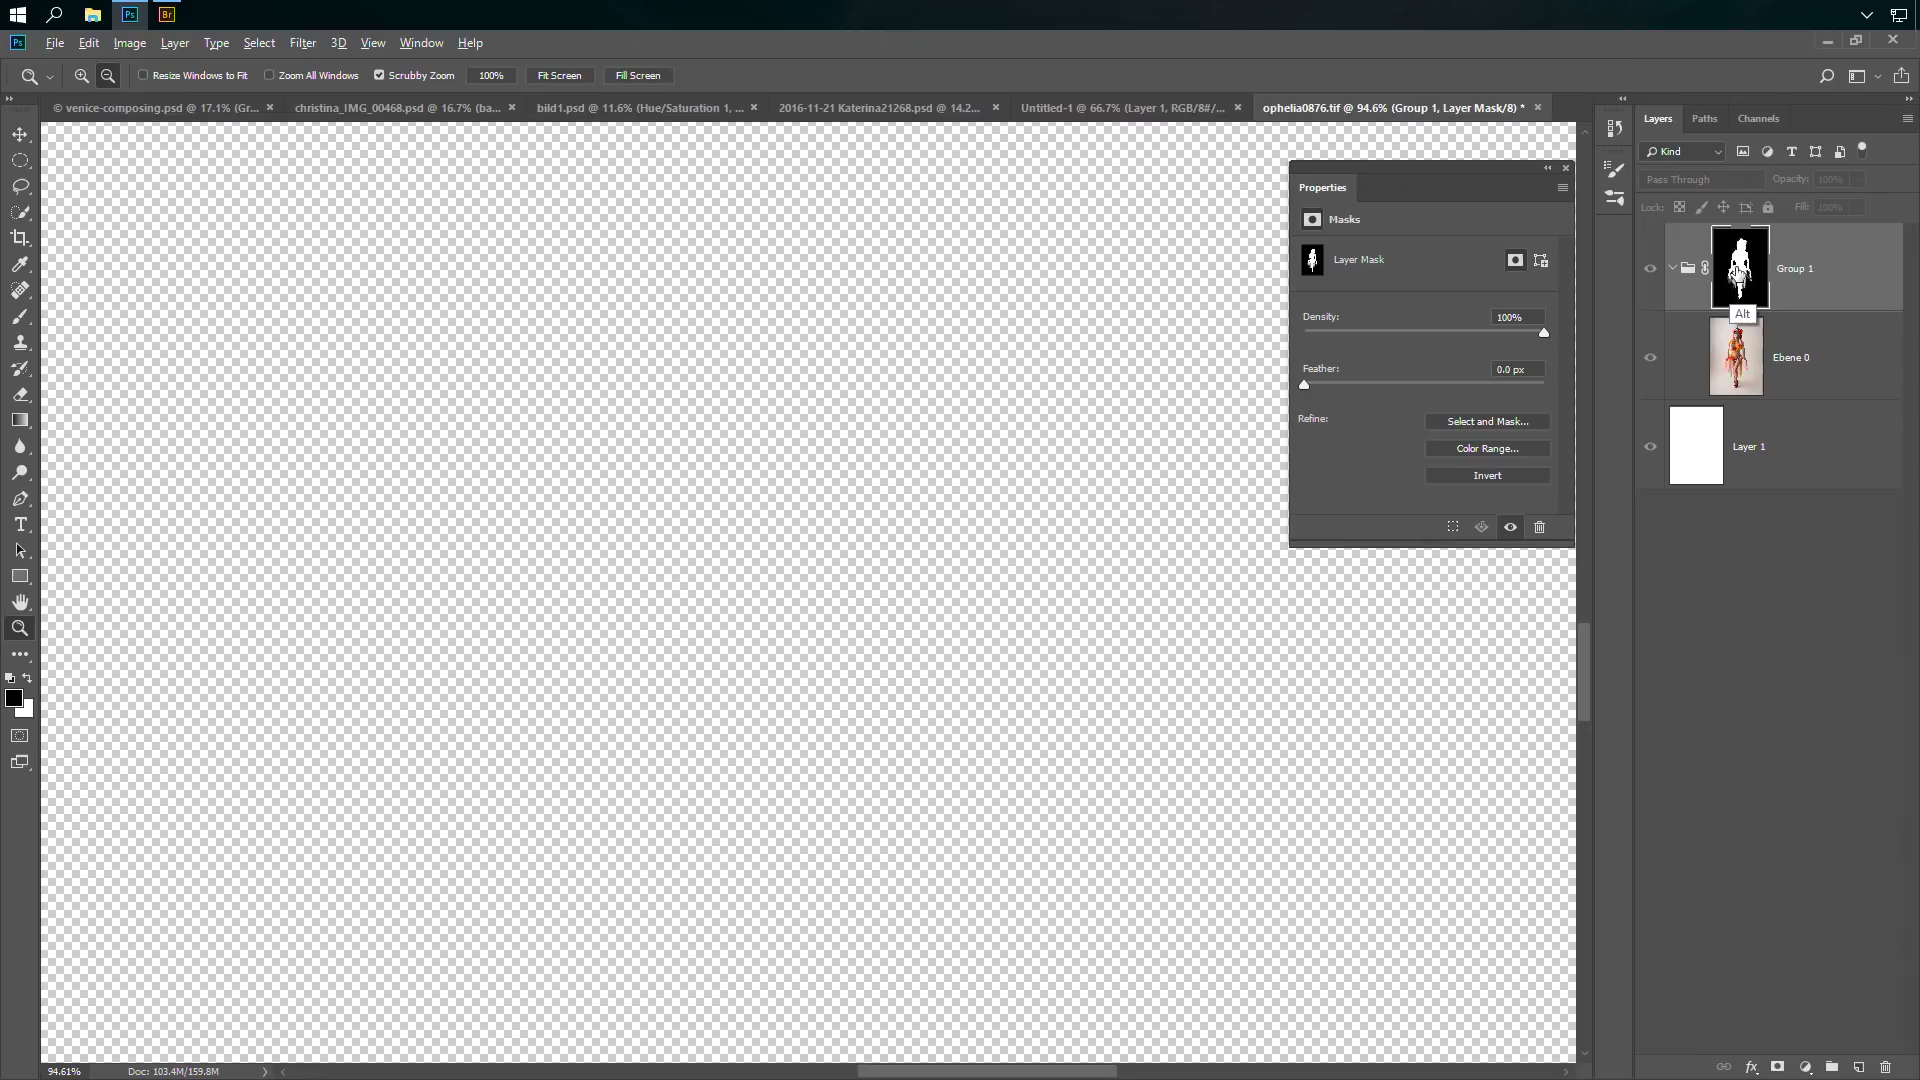 Ps
Br
Ps
File Edit Image Layer Type Select Filter 3D View Window Help
Resize Windows to Fit Zoom All Windows Scrubby Zoom 100% Fit Screen Fill Screen
© venice-composing.psd @ 17.1% (Gr...
christina_IMG_00468.psd @ 16.7% (ba...
bild1.psd @ 11.6% (Hue/Saturation 1, ...
2016-11-21 Katerina21268.psd @ 14.2...
Untitled-1 @ 66.7% (Layer 1, RGB/8#/...
ophelia0876.tif @ 94.6% (Group 1, Layer Mask/8) *
Layers Paths Channels
Kind
Pass Through Opacity: 100%
Lock: Fill: 100%
Group 1
Alt
Ebene 0
Layer 1
Properties
Masks
Layer Mask
Density: 100%
Feather: 0.0 px
Refine:
Select and Mask...
Color Range...
Invert
94.61% Doc: 103.4M/159.8M